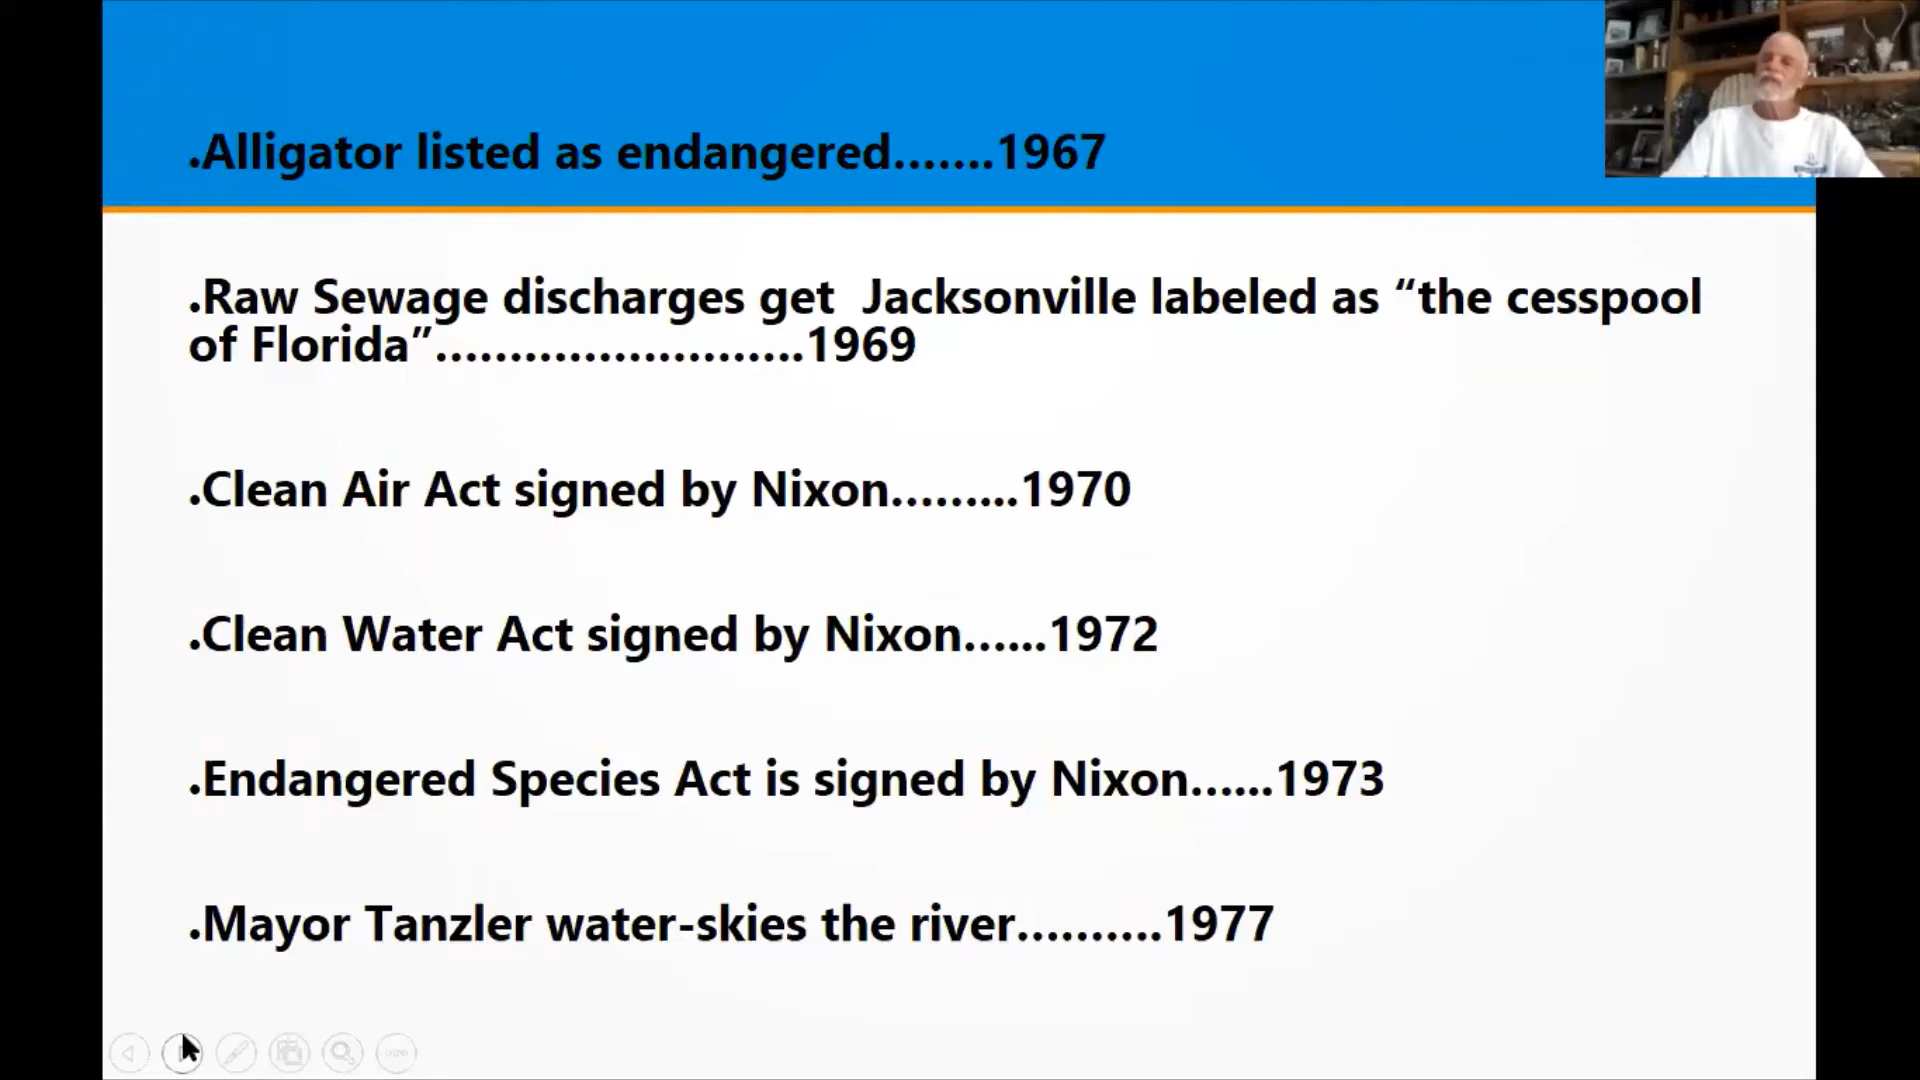 .Alligator listed as endangered.......1967
.Raw Sewage discharges get  Jacksonville labeled as “the cesspool
of Florida”.........................1969
.Clean Air Act signed by Nixon.........1970
.Clean Water Act signed by Nixon......1972
.Endangered Species Act is signed by Nixon......1973
.Mayor Tanzler water-skies the river..........1977